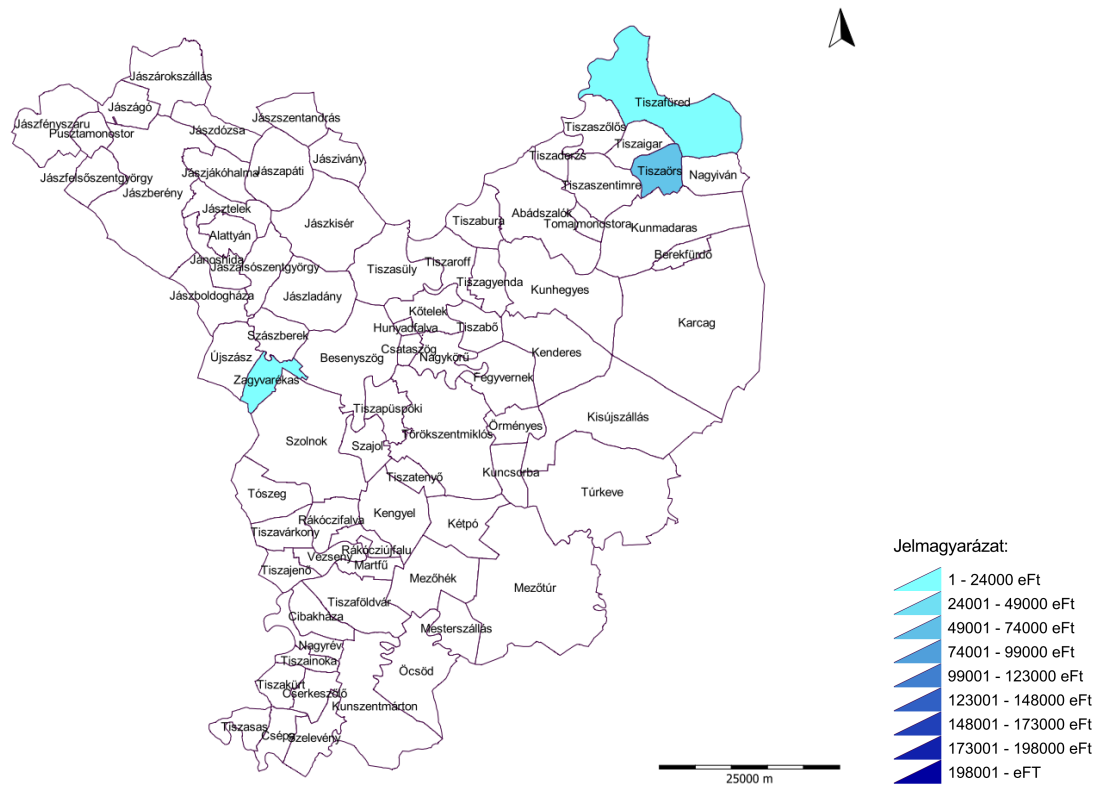 Jászárokszállás
Jászágó
Jászfényszaru
Pusztamonostor
Jászdózsa
Jászszentandrás
Jászfelsőszentgyörgy
Jászjákóhalma
Jászapáti
Jászivány
Jászberény
Jásztelek
Jászkisér
Alattyán
Jánoshida
Jászalsószentgyörgy
Jászboldogháza
Jászladány
Tiszafüred
Tiszaszőlős
Tiszaigar
Tiszaderzs
Tiszaörs
Nagyiván
Tiszaszentimre
Abádszalók
Tomajmonostora
Tiszabura
Kunmadaras
Berekfürdő
Tiszasüly
Tiszaroff
Tiszagyenda
Kunhegyes
Karcag
Kőtelek
Hunyadfalva
Tiszabő
Szászberek
Újszász
Besenyszög
Csataszög
Nagykörű
Kenderes
Zagyvarékas
Fegyvernek
Tiszapüspöki
Törökszentmiklós
Örményes
Kisújszállás
Szolnok
Szajol
Tiszatenyő
Kuncsorba
Túrkeve
Tószeg
Rákóczifalva
Kengyel
Kétpó
Tiszavárkony
Vezseny
Rákócziújfalu
Martfű
Tiszajenő
Mezőhék
Mezőtúr
Tiszaföldvár
Cibakháza
Mesterszállás
Nagyrév
Tiszainoka
Öcsöd
Tiszakürt
Cserkeszőlő
Kunszentmárton
Tiszasas
Csépa
Szelevény
25000 m
Jelmagyarázat:
1 - 24000 eFt
24001 - 49000 eFt
49001 - 74000 eFt
74001 - 99000 eFt
99001 - 123000 eFt
123001 - 148000 eFt
148001 - 173000 eFt
173001 - 198000 eFt
198001 - eFT